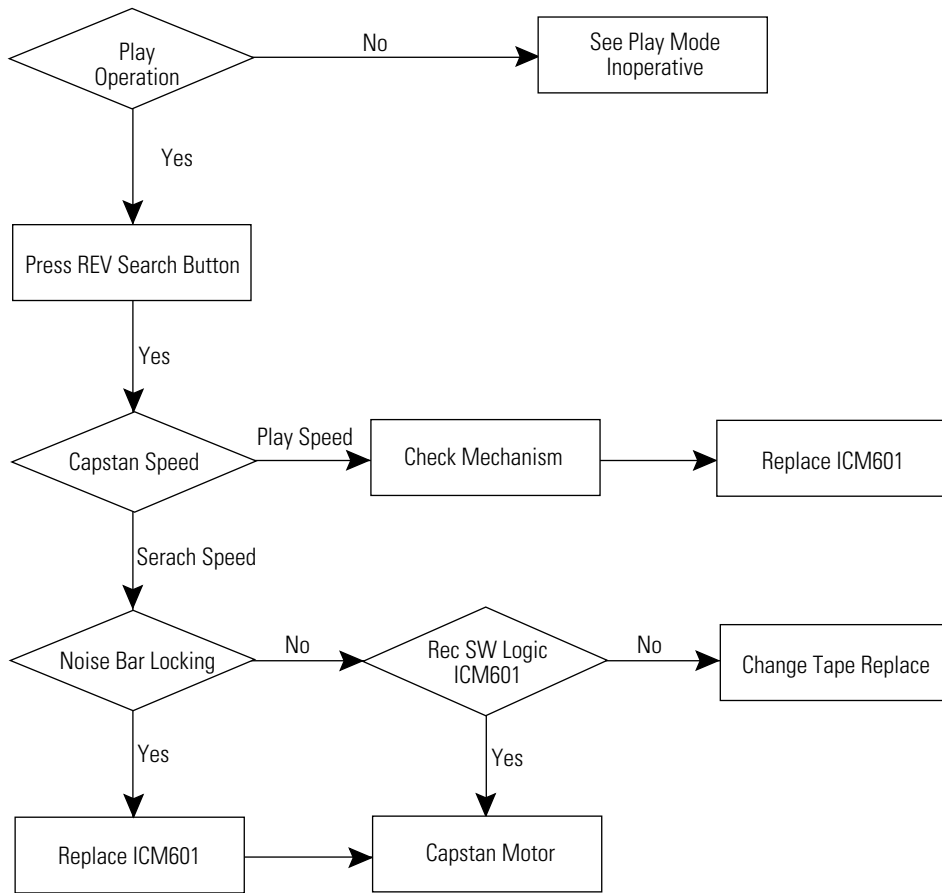 Play
Operation
No
See Play Mode
Inoperative
Yes
Press REV Search Button
Yes
Capstan Speed
Play Speed
Check Mechanism
Replace ICM601
Serach Speed
Noise Bar Locking
No
Rec SW Logic
ICM601
No
Change Tape Replace
Yes
Yes
Replace ICM601
Capstan Motor